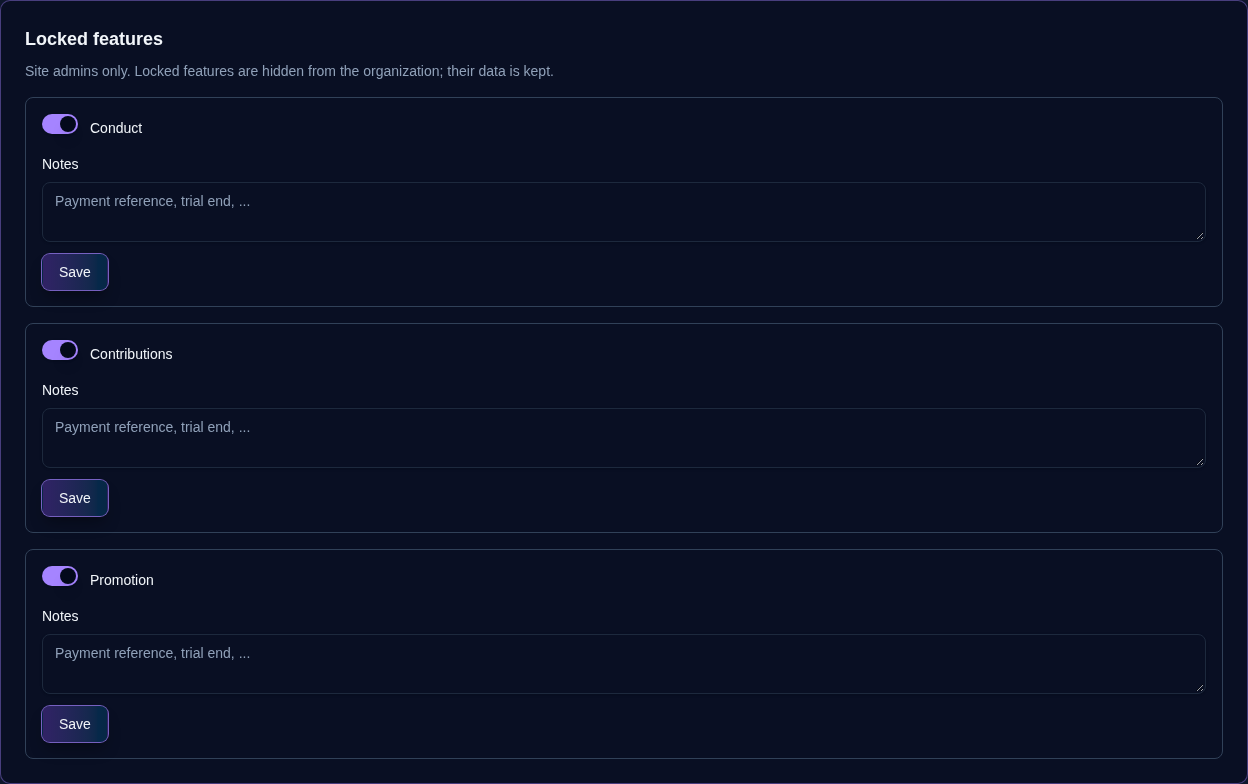 Locked features
Site admins only. Locked features are hidden from the organization; their data is kept.
Conduct
Notes
Payment reference, trial end, ...
Save
Contributions
Notes
Payment reference, trial end, ...
Save
Promotion
Notes
Payment reference, trial end, ...
Save